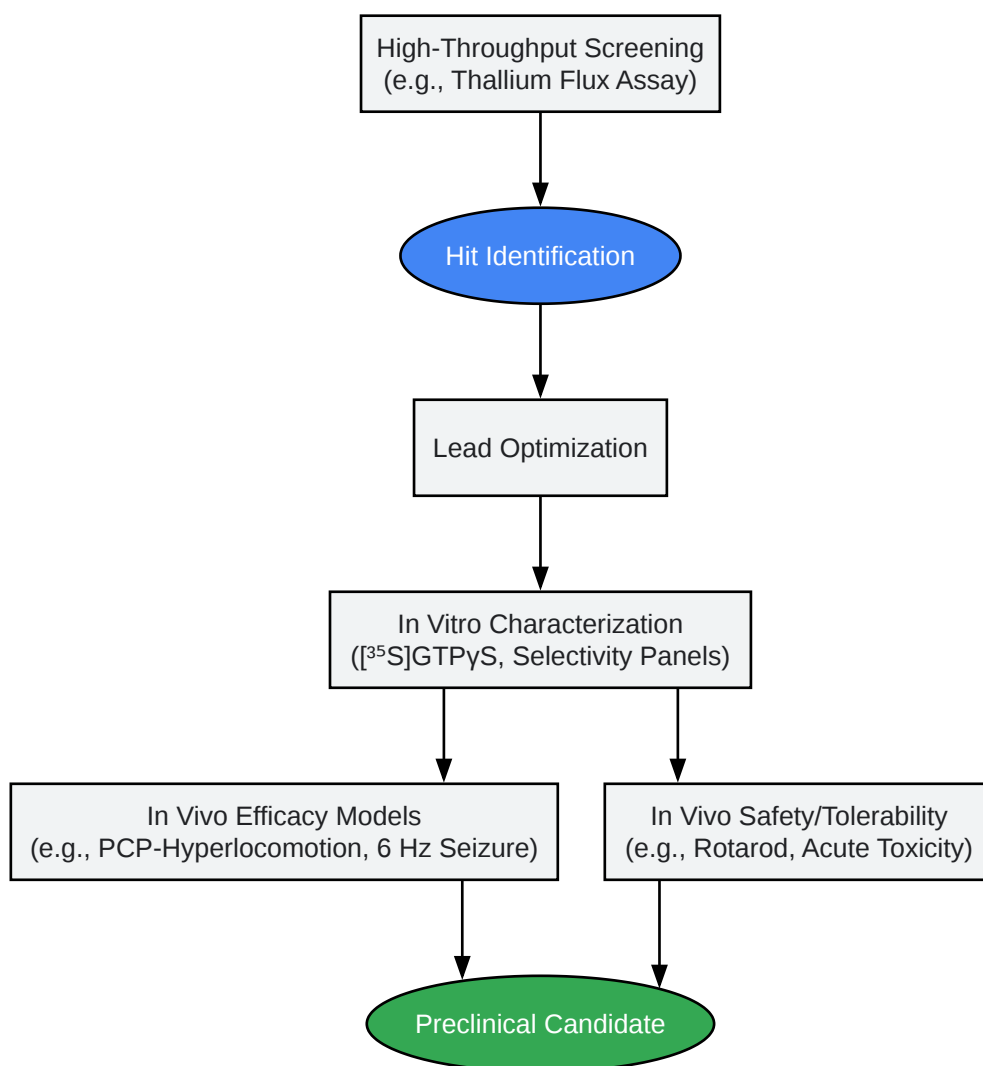 High-Throughput Screening
(e.g., Thallium Flux Assay)
Hit Identification
Lead Optimization
In Vitro Characterization
([³⁵S]GTPγS, Selectivity Panels)
In Vivo Efficacy Models
(e.g., PCP-Hyperlocomotion, 6 Hz Seizure)
In Vivo Safety/Tolerability
(e.g., Rotarod, Acute Toxicity)
Preclinical Candidate